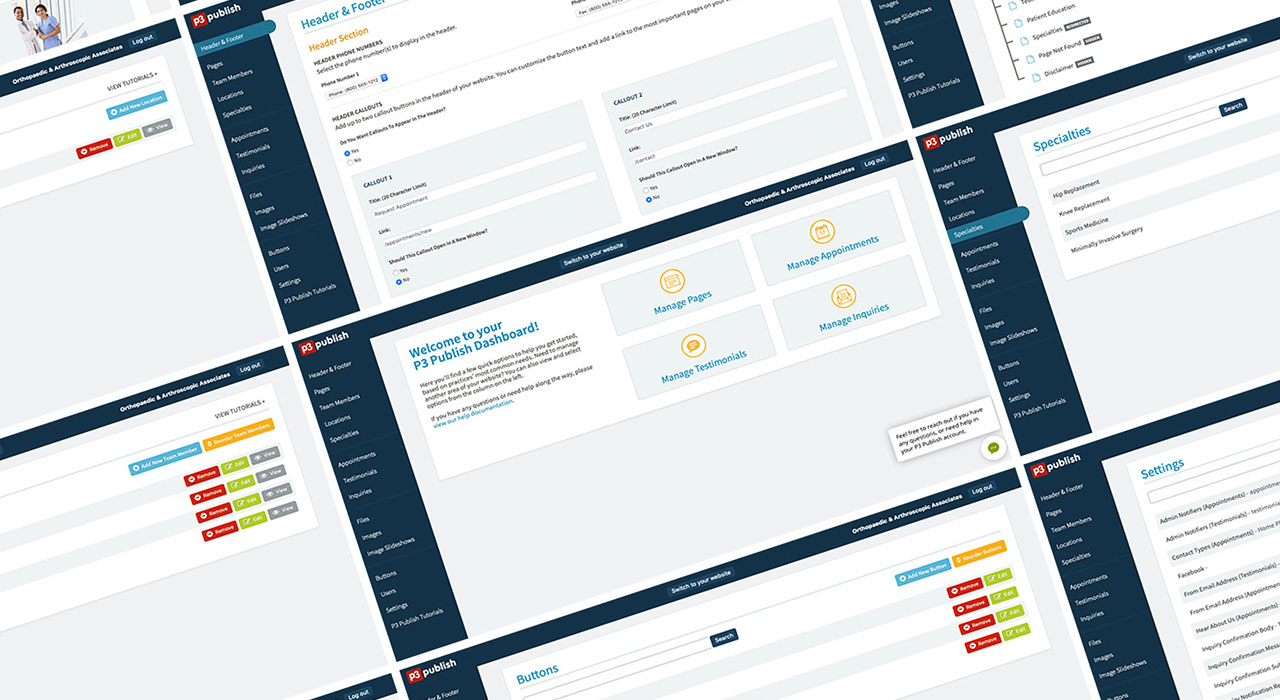 Orthopaedic & Arthroscopic Associates
Log out
VIEW TUTORIALS
Add New Location
Remove
Edit
View
p3 publish
Header & Footer
Pages
Team Members
Locations
Specialties
Appointments
Testimonials
Inquiries
Files
Images
Image Slideshows
Buttons
Users
Settings
P3 Publish Tutorials
Header & Footer
Header Section
HEADER PHONE NUMBERS
Select the phone number(s) to display in the header.
Phone Number 1
Phone: (800) 555-1212
Fax: (800) 555-1212
HEADER CALLOUTS
Add up to two callout buttons in the header of your website. You can customize the button text and add a link to the most important pages on your
Do You Want Callouts To Appear In The Header?
Yes
No
CALLOUT 1
Title: (20 Character Limit)
Request Appointment
Link:
/appointments/new
Should This Callout Open In A New Window?
Yes
No
CALLOUT 2
Title: (20 Character Limit)
Contact Us
Link:
/contact
Should This Callout Open In A New Window?
Yes
No
Image Slideshows
Buttons
Users
Settings
P3 Publish Tutorials
Patient Education
Specialties
Page Not Found
Disclaimer
Switch to your website
p3 publish
Header & Footer
Pages
Team Members
Locations
Specialties
Appointments
Testimonials
Inquiries
Files
Images
Image Slideshows
Buttons
Users
Settings
P3 Publish Tutorials
Specialties
Search
Hip Replacement
Knee Replacement
Sports Medicine
Minimally Invasive Surgery
Orthopaedic & Arthroscopic Associates
Log out
VIEW TUTORIALS
Add New Team Member
Reorder Team Members
Remove
Edit
View
Remove
Edit
View
Remove
Edit
View
Remove
Edit
View
p3 publish
Header & Footer
Pages
Team Members
Locations
Specialties
Appointments
Testimonials
Inquiries
Files
Images
Image Slideshows
Buttons
Users
Settings
P3 Publish Tutorials
Switch to your website
Orthopaedic & Arthroscopic Associates
Log out
Welcome to your
P3 Publish Dashboard!
Here you'll find a few quick options to help you get started,
based on practices' most common needs. Need to manage
another area of your website? You can also view and select
options from the column on the left.
If you have any questions or need help along the way, please
view our help documentation.
Manage Pages
Manage Appointments
Manage Testimonials
Manage Inquiries
Feel free to reach out if you have
any questions, or need help in
your P3 Publish account.
Log out
p3 publish
Header & Footer
Switch to your website
Orthopaedic & Arthroscopic Associates
Log out
Buttons
Search
Add New Button
Reorder Buttons
Remove
Edit
Remove
Edit
Remove
Edit
Remove
Edit
p3 publish
Header & Footer
Pages
Team Members
Locations
Specialties
Appointments
Testimonials
Inquiries
Files
Images
Image Slideshows
Buttons
Settings
Admin Notifiers (Appointments) -
Admin Notifiers (Testimonials) -
Contact Types (Appointments) - Home
Facebook -
From Email Address (Testimonials) -
From Email Address
Hear About Us (Appointments)
Inquiry Confirmation Body -
Inquiry Confirmation
Inquiry Confirmation